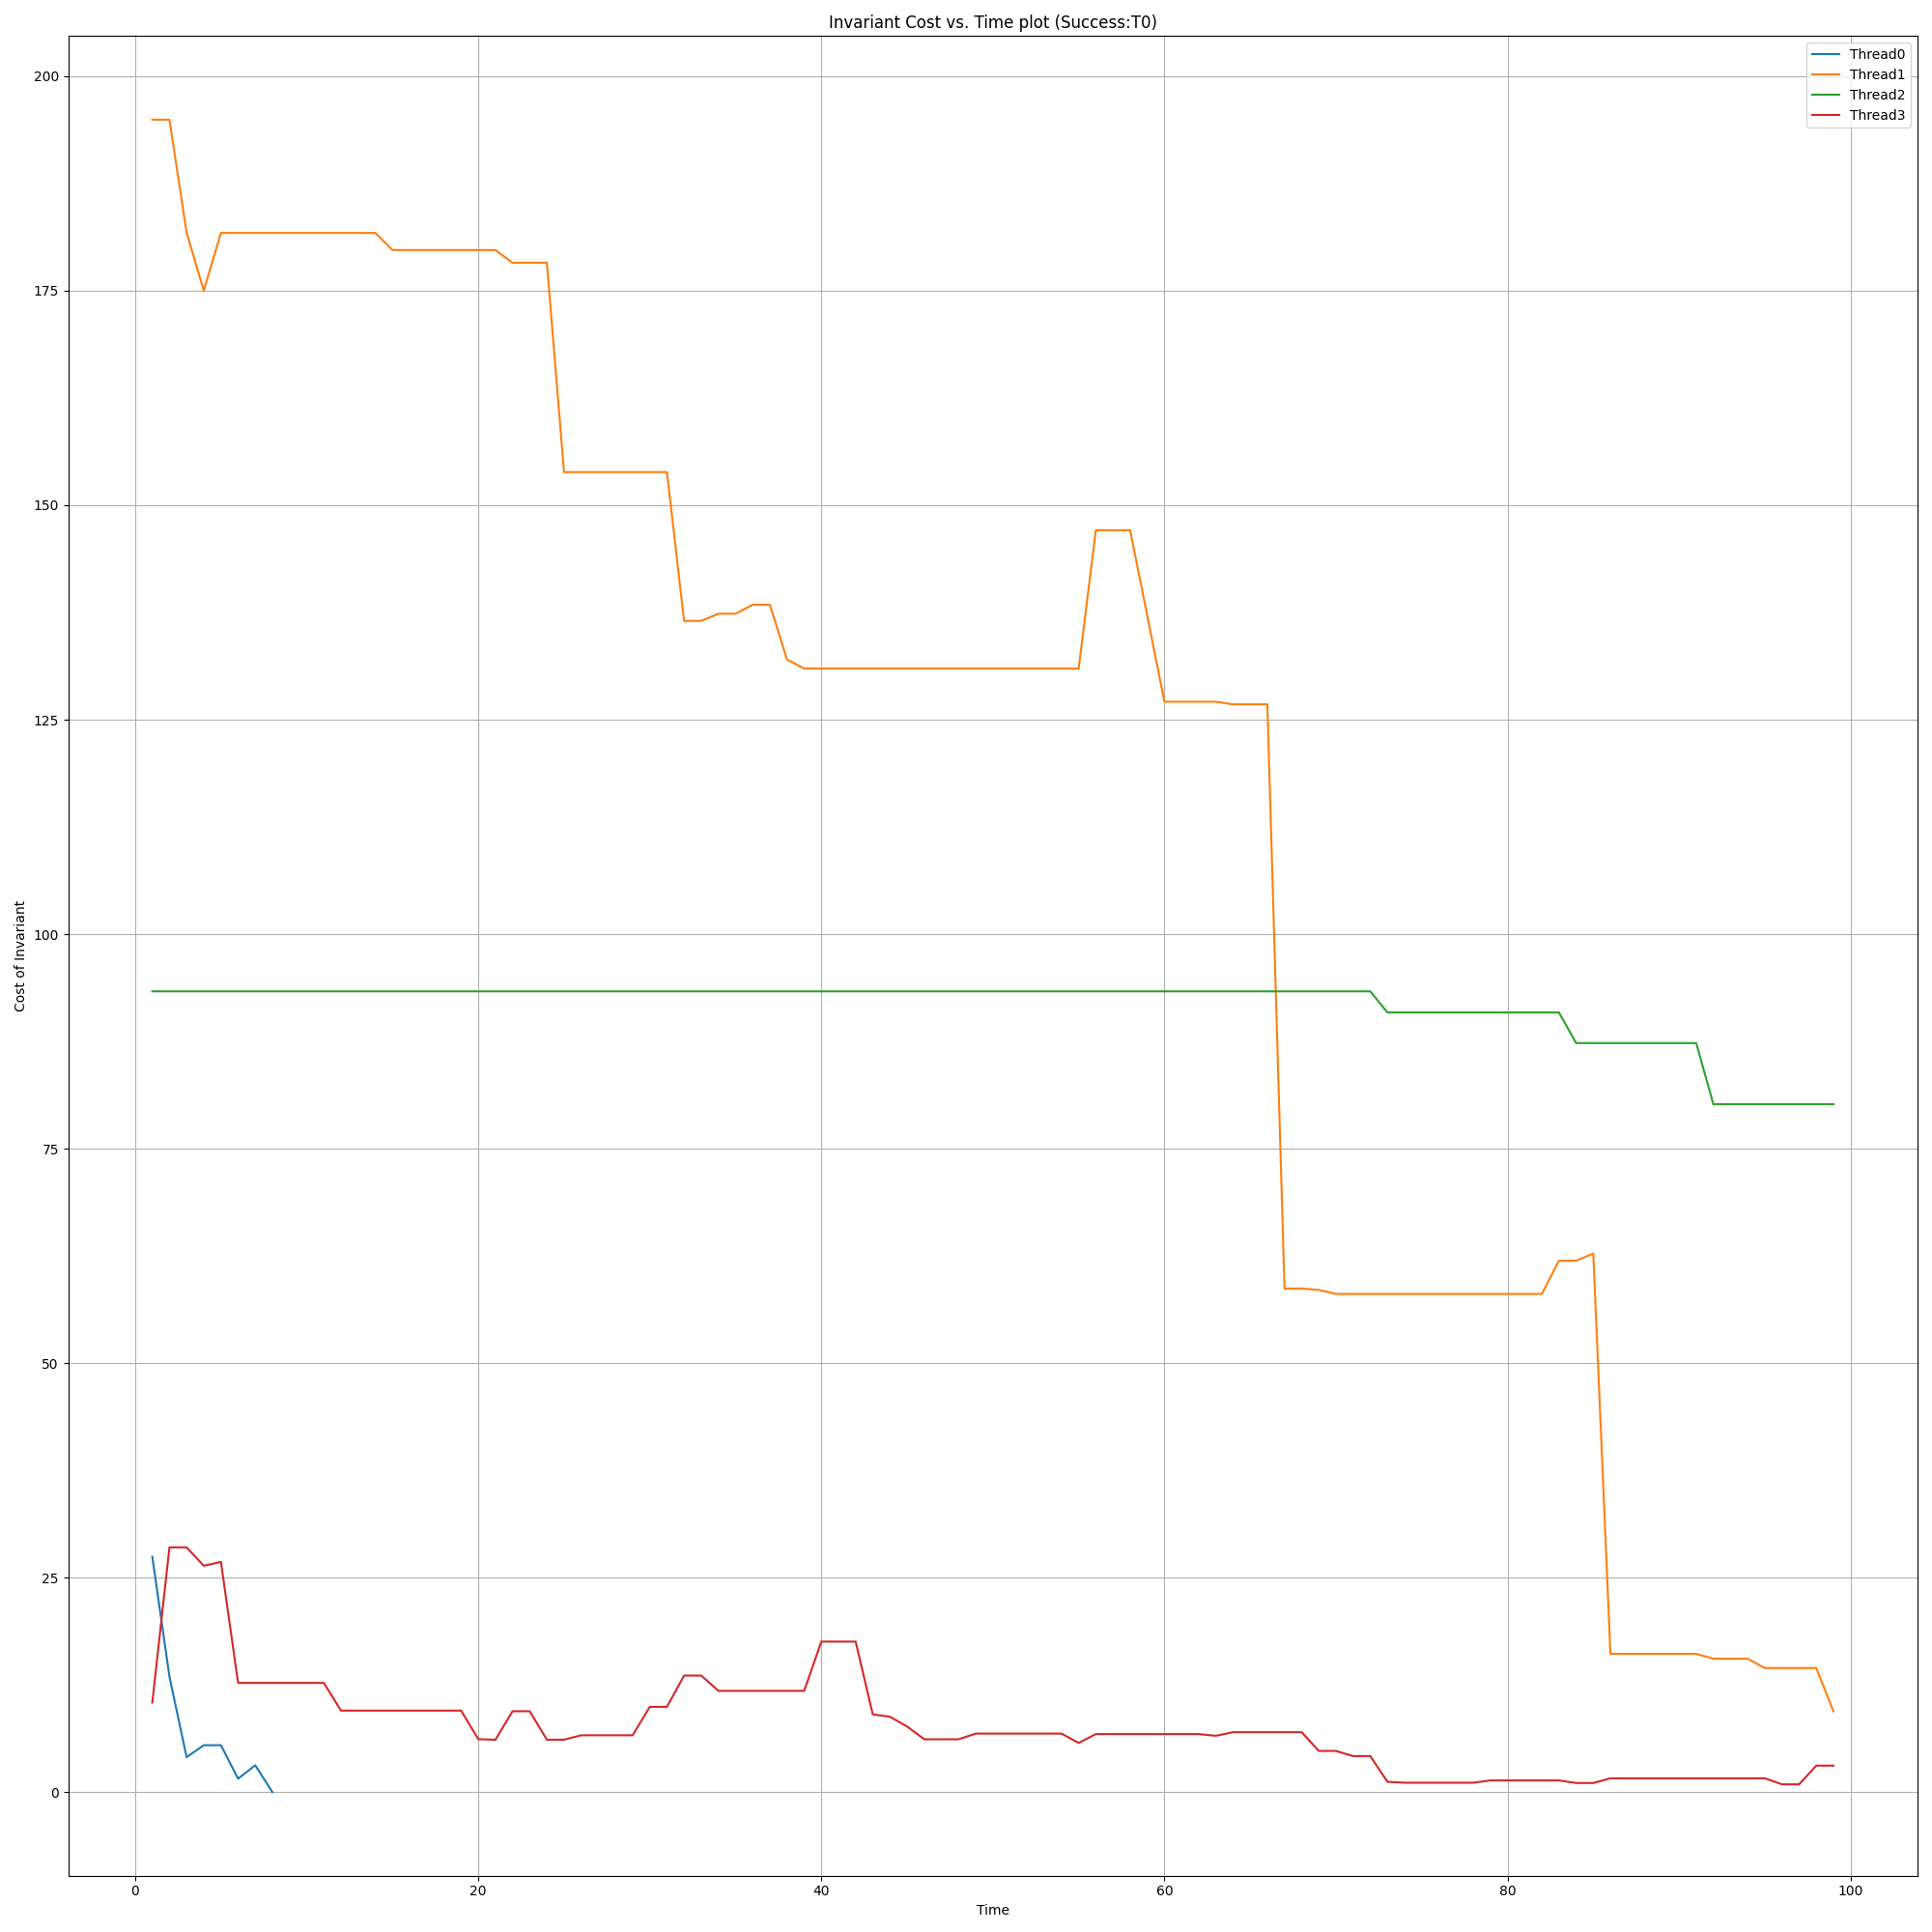 Invariant Cost vs. Time plot (Success:T0)
Thread0
Thread1
Thread2
Thread3
200
175
150
125
100
75
50
25
0
Cost of Invariant
0 20 40 60 80 100
Time